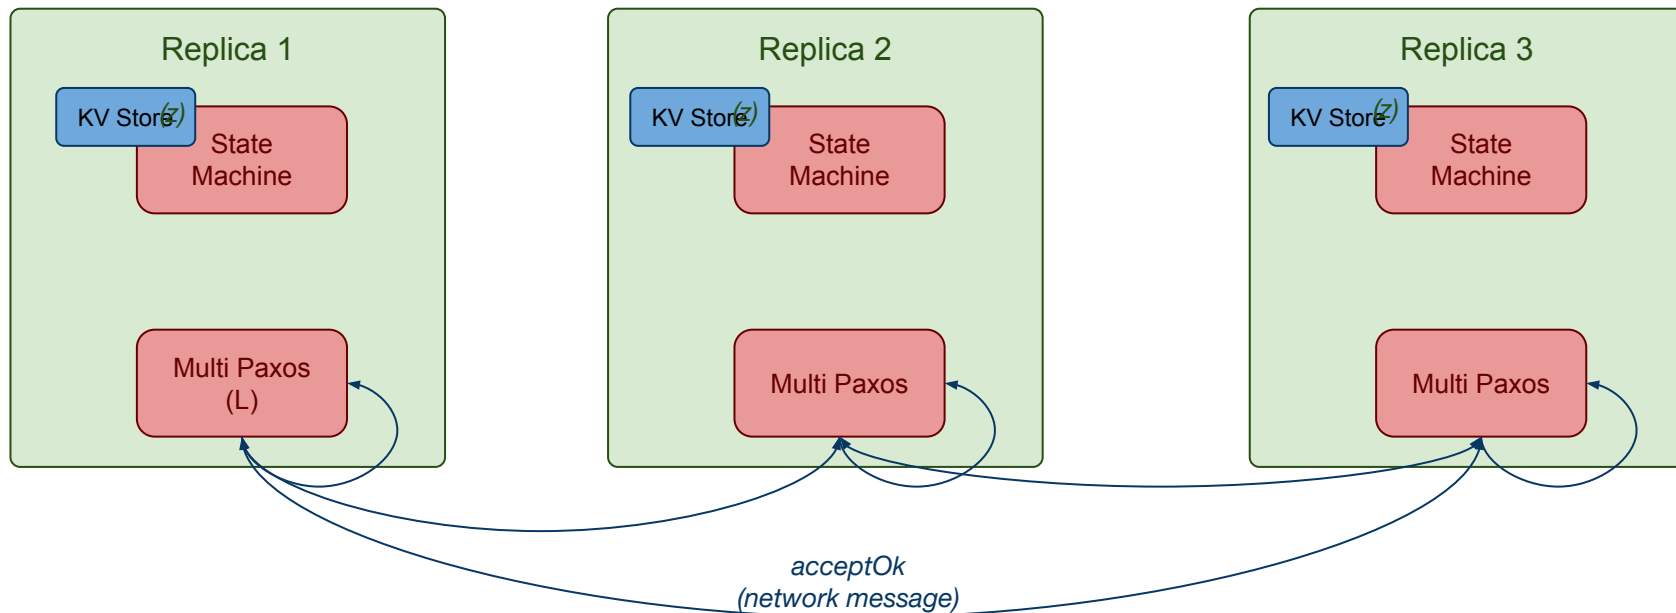 Replica 1
KV Store
(z)
State
Machine
Multi Paxos
(L)
Replica 2
KV Store
(z)
State
Machine
Multi Paxos
Replica 3
KV Store
(z)
State
Machine
Multi Paxos
acceptOk
(network message)